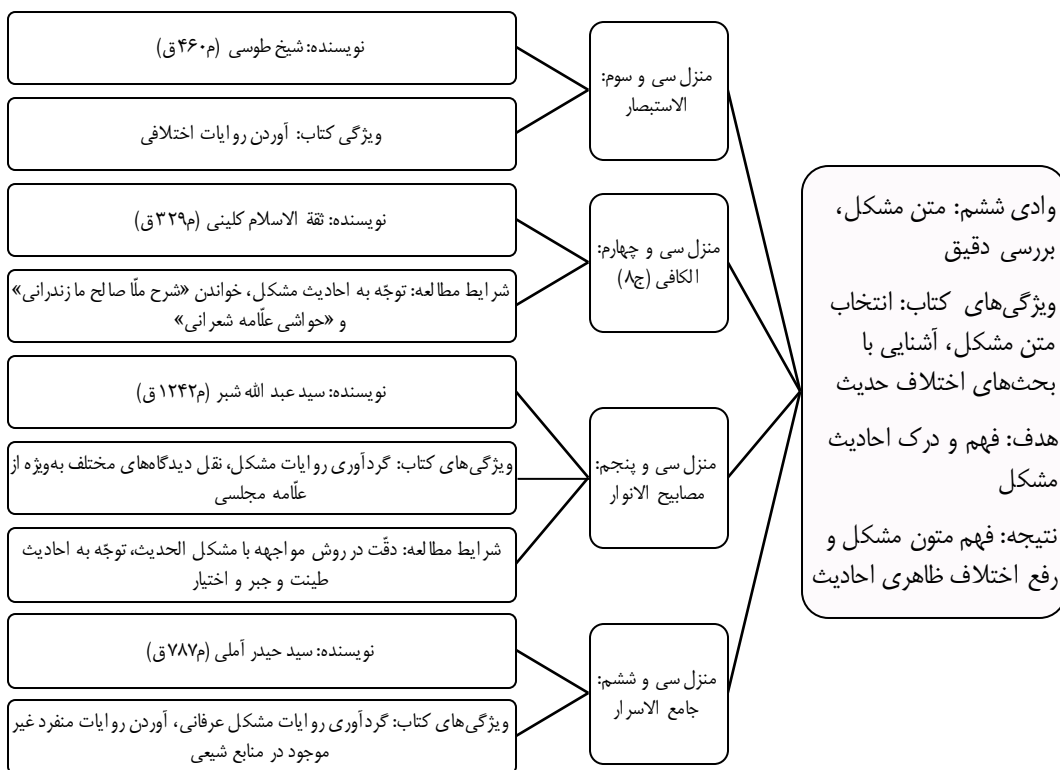 وادی ششم: متن مشکل،
بررسی دقیق
ویژگی‌های کتاب: انتخاب
متن مشکل، آشنایی با
بحث‌های اختلاف حدیث
هدف: فهم و درک احادیث
مشکل
نتیجه: فهم متون مشکل و
رفع اختلاف ظاهری احادیث
منزل سی و سوم:
الاستبصار
نویسنده: شیخ طوسی (م۴۶۰ق)
ویژگی کتاب: آوردن روایات اختلافی
منزل سی و چهارم:
الکافی (ج۸)
نویسنده: ثقة الاسلام کلینی (م۳۲۹ق)
شرایط مطالعه: توجّه به احادیث مشکل، خواندن «شرح ملّا صالح مازندرانی»
و «حواشی علّامه شعرانی»
منزل سی و پنجم:
مصابیح الانوار
نویسنده: سید عبد الله شبر (م۱۲۴۲ق)
ویژگی‌های کتاب: گردآوری روایات مشکل، نقل دیدگاه‌های مختلف به‌ویژه از
علّامه مجلسی
شرایط مطالعه: دقّت در روش مواجهه با مشکل الحدیث، توجّه به احادیث
طینت و جبر و اختیار
منزل سی و ششم:
جامع الاسرار
نویسنده: سید حیدر آملی (م۷۸۷ق)
ویژگی‌های کتاب: گردآوری روایات مشکل عرفانی، آوردن روایات منفرد غیر
موجود در منابع شیعی